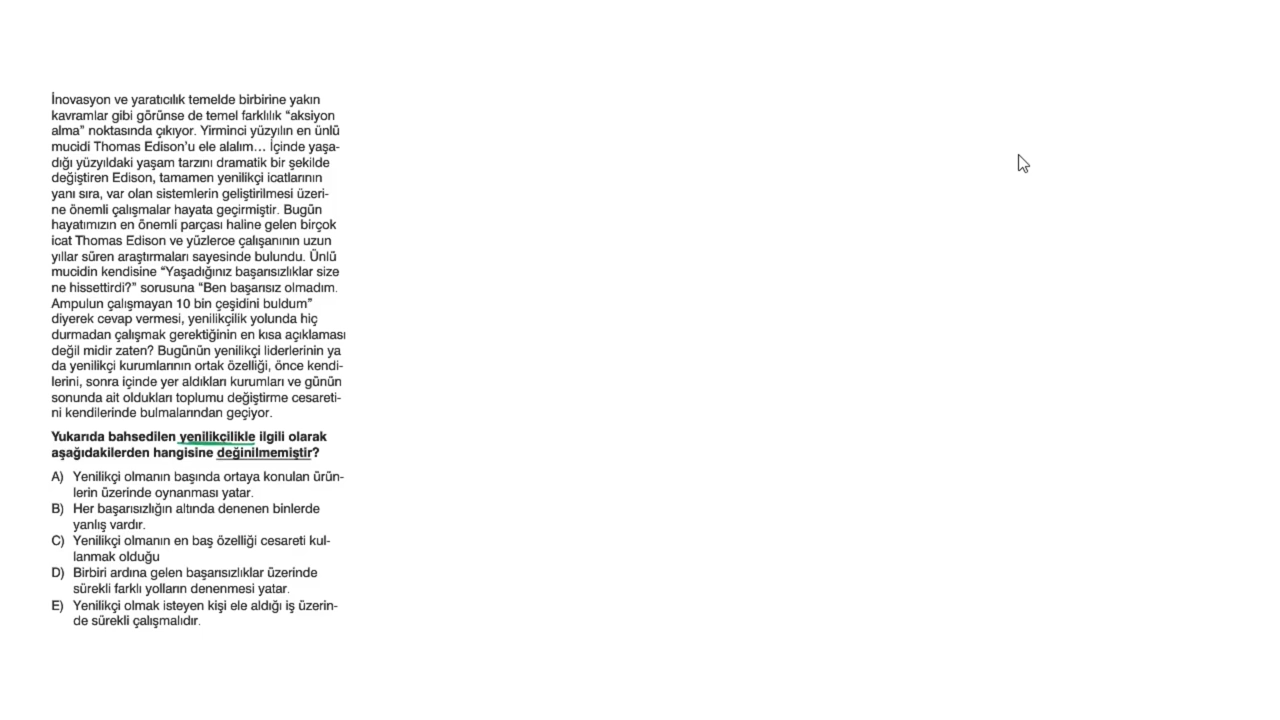 İnovasyon ve yaratıcılık temelde birbirine yakın
kavramlar gibi görünse de temel farklılık “aksiyon
alma” noktasında çıkıyor. Yirminci yüzyılın en ünlü
mucidi Thomas Edison’u ele alalım… İçinde yaşa-
dığı yüzyıldaki yaşam tarzını dramatik bir şekilde
değiştiren Edison, tamamen yenilikçi icatlarının
yanı sıra, var olan sistemlerin geliştirilmesi üzeri-
ne önemli çalışmalar hayata geçirmiştir. Bugün
hayatımızın en önemli parçası haline gelen birçok
icat Thomas Edison ve yüzlerce çalışanının uzun
yıllar süren araştırmaları sayesinde bulundu. Ünlü
mucidin kendisine “Yaşadığınız başarısızlıklar size
ne hissettirdi?” sorusuna “Ben başarısız olmadım.
Ampulun çalışmayan 10 bin çeşidini buldum”
diyerek cevap vermesi, yenilikçilik yolunda hiç
durmadan çalışmak gerektiğinin en kısa açıklaması
değil midir zaten? Bugünün yenilikçi liderlerinin ya
da yenilikçi kurumlarının ortak özelliği, önce kendi-
lerini, sonra içinde yer aldıkları kurumları ve günün
sonunda ait oldukları toplumu değiştirme cesareti-
ni kendilerinde bulmalarından geçiyor.
Yukarıda bahsedilen yenilikçilikle ilgili olarak
aşağıdakilerden hangisine değinilmemiştir?
A) Yenilikçi olmanın başında ortaya konulan ürün-
lerin üzerinde oynanması yatar.
B) Her başarısızlığın altında denenen binlerde
yanlış vardır.
C) Yenilikçi olmanın en baş özelliği cesareti kul-
lanmak olduğu
D) Birbiri ardına gelen başarısızlıklar üzerinde
sürekli farklı yolların denenmesi yatar.
E) Yenilikçi olmak isteyen kişi ele aldığı iş üzerin-
de sürekli çalışmalıdır.